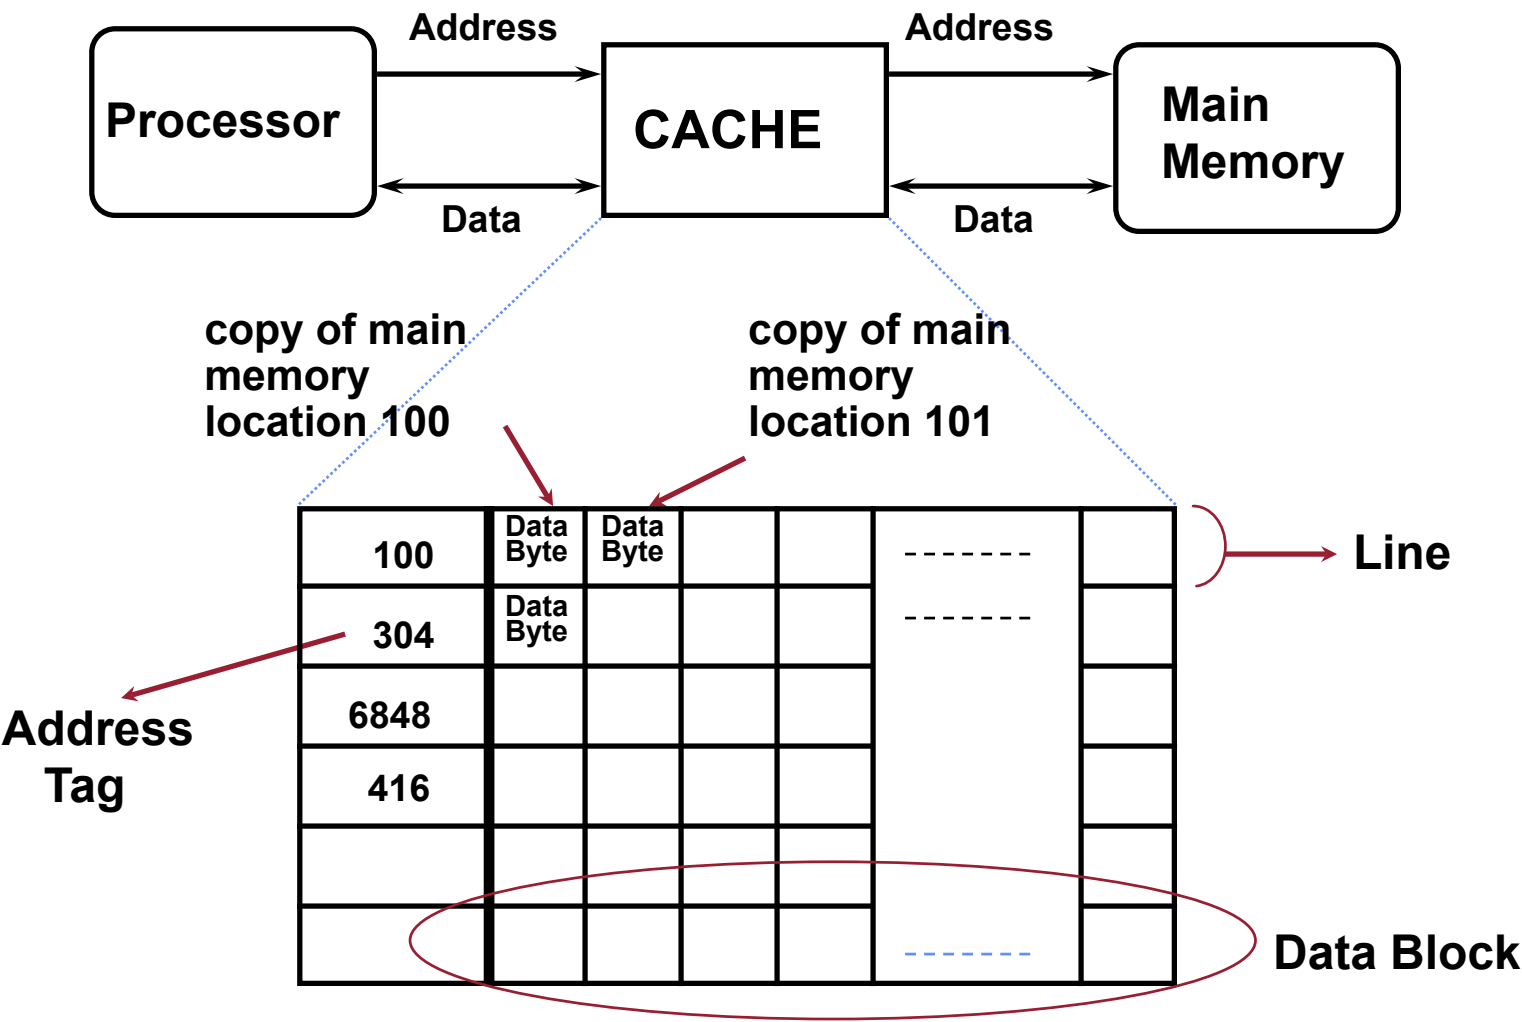 Address
Address
Processor
CACHE
Main
Memory
Data
Data
copy of main
memory
location 100
copy of main
memory
location 101
100
Data
Byte
Data
Byte
Line
304
Data
Byte
6848
Address
Tag
416
Data Block